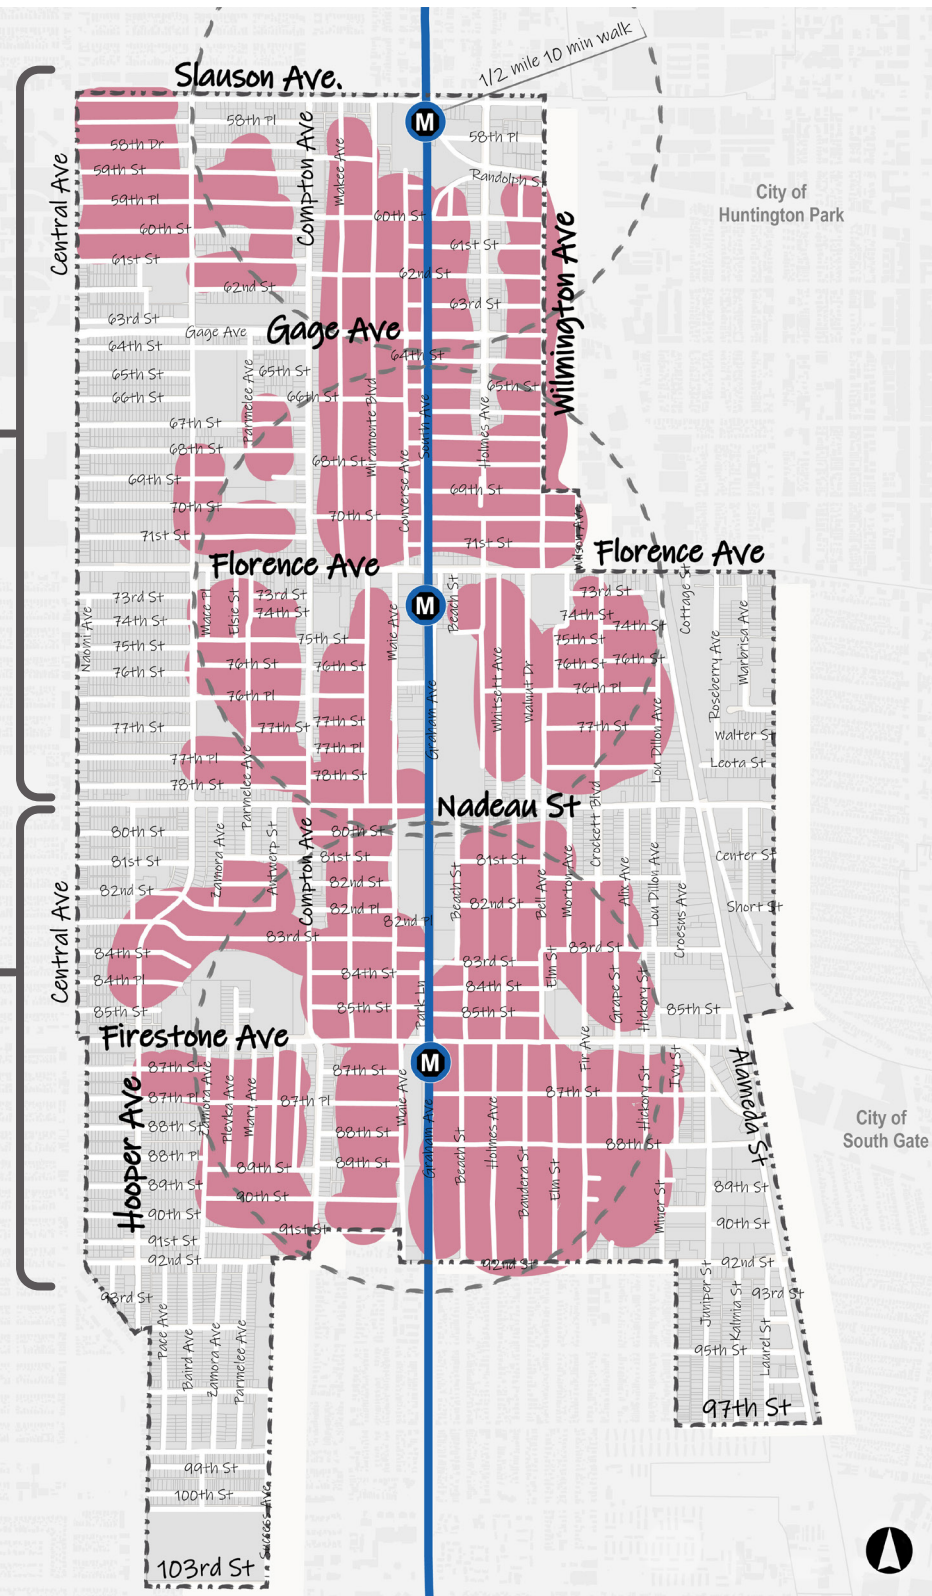 Slauson Ave.
1/2 mile 10 min walk
58th Pl
M
58th Pl
58th Dr
Compton Ave
Makee Ave
Central Ave
59th St
Randolph St
City of
Huntington Park
59th Pl
60th St
60th St
Wilmington Ave
61st St
61st St
62nd St
62nd St
63rd St
63rd St
Gage Ave
Gage Ave
64th St
64th St
65th St
65th St
65th St
Parmelee Ave
66th St
66th St
Miramonte Blvd
South Ave
Holmes Ave
67th St
68th St
68th St
69th St
69th St
Converse Ave
70th St
70th St
71st St
71st St
Wilson Ave
Florence Ave
Florence Ave
Naomi Ave
73rd St
Mace Pl
Elsie St
73rd St
Maie Ave
M
Beach St
73rd St
Cottage St
74th St
74th St
74th St
74th St
Roseberry Ave
Marbrisa Ave
75th St
75th St
75th St
76th St
76th St
76th St
76th St
76th St
76th Pl
76th Pl
Whitsett Ave
Walnut Dr
Graham Ave
77th St
77th St
77th St
77th St
Lou Dillon Ave
Walter St
77th Pl
77th Pl
Leota St
78th St
Parmelee Ave
78th St
Nadeau St
Crockett Blvd
80th St
80th St
Zamora Ave
Antwerp St
Compton Ave
81st St
81st St
81st St
Center St
Central Ave
82nd St
82nd St
82nd St
Beach St
Bell Ave
Morton Ave
Alix Ave
Lou Dillon Ave
Croesus Ave
Short St
82nd Pl
82nd Pl
83rd St
83rd St
83rd St
84th St
84th St
84th St
Elm St
84th Pl
85th St
85th St
85th St
85th St
Park Ln
Grape St
Hickory St
Fir Ave
Firestone Ave
M
Alameda St
87th St
87th St
87th St
Ivy St
Hooper Ave
87th Pl
87th Pl
Zamora Ave
Plevka Ave
Mary Ave
Maie Ave
Hickory St
City of
South Gate
88th St
88th St
88th St
88th Pl
Graham Ave
Beach St
Holmes Ave
Bandera St
Elm St
89th St
89th St
89th St
89th St
90th St
90th St
90th St
Miner St
91st St
91st St
92nd St
92nd St
92nd St
93rd St
93rd St
Juniper St
Kalmia St
Laurel St
Pace Ave
Baird Ave
Zamora Ave
Parmelee Ave
95th St
97th St
99th St
100th St
Success Ave
103rd St